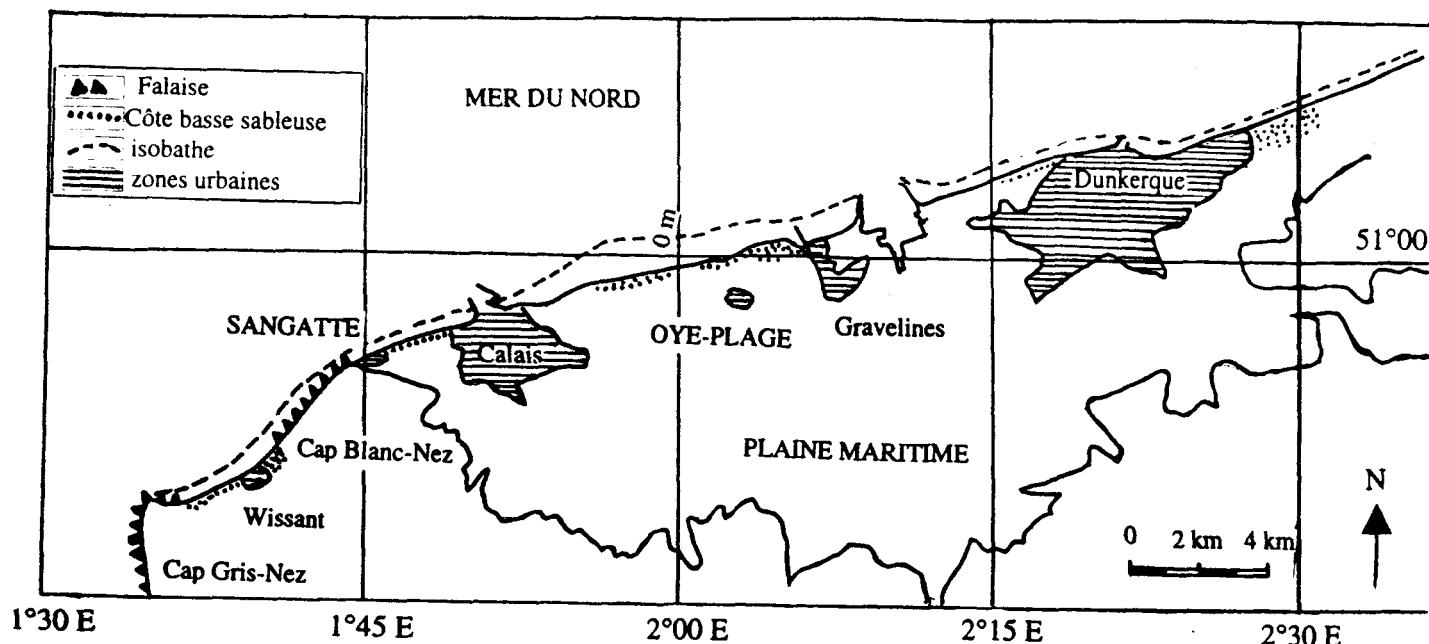 Falaise
Côte basse sableuse
isobathe
zones urbaines
MER DU NORD
0 m
Dunkerque
51°00
SANGATTE
Calais
OYE-PLAGE
Gravelines
Cap Blanc-Nez
PLAINE MARITIME
Wissant
Cap Gris-Nez
N
0 2 km 4 km
1°30 E 1°45 E 2°00 E 2°15 E 2°30 E